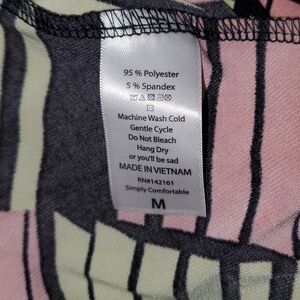 95 % Polyester
5 % Spandex
Machine Wash Cold
Gentle Cycle
Do Not Bleach
Hang Dry
or you'll be sad
MADE IN VIETNAM
RN#142161
Simply Comfortable
M